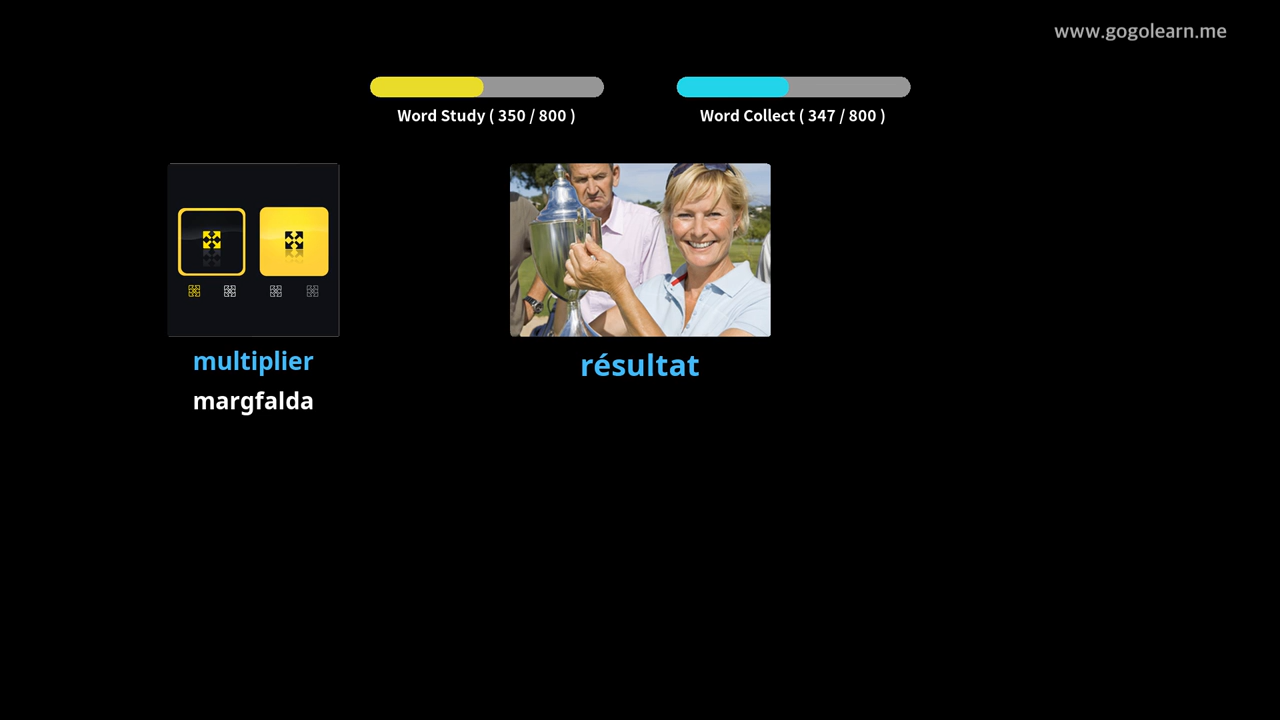 www.gogolearn.me
Word Study ( 350 / 800 )
Word Collect ( 347 / 800 )
multiplier
margfalda
résultat